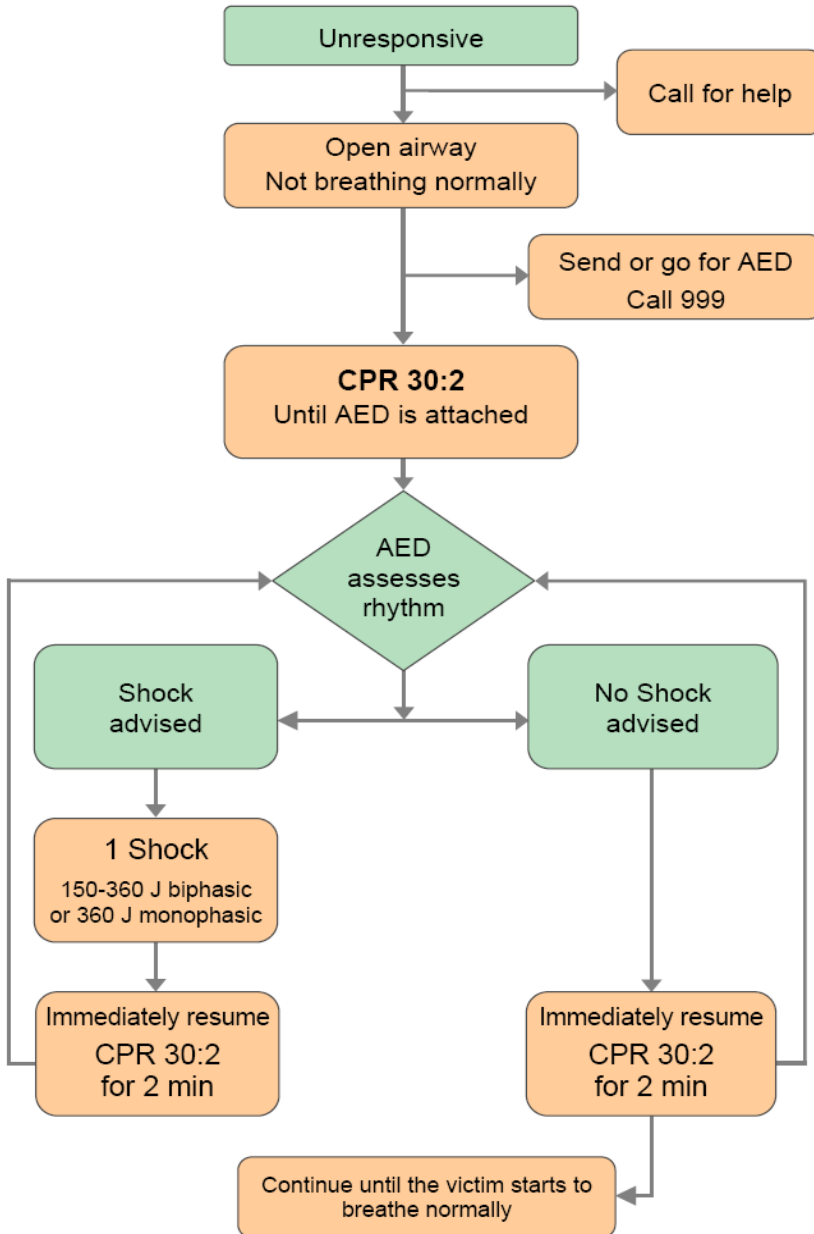 Unresponsive
Call for help
Open airway
Not breathing normally
Send or go for AED
Call 999
CPR 30:2
Until AED is attached
AED
assesses
rhythm
Shock
advised
No Shock
advised
1 Shock
150-360 J biphasic
or 360 J monophasic
Immediately resume
CPR 30:2
for 2 min
Immediately resume
CPR 30:2
for 2 min
Continue until the victim starts to
breathe normally